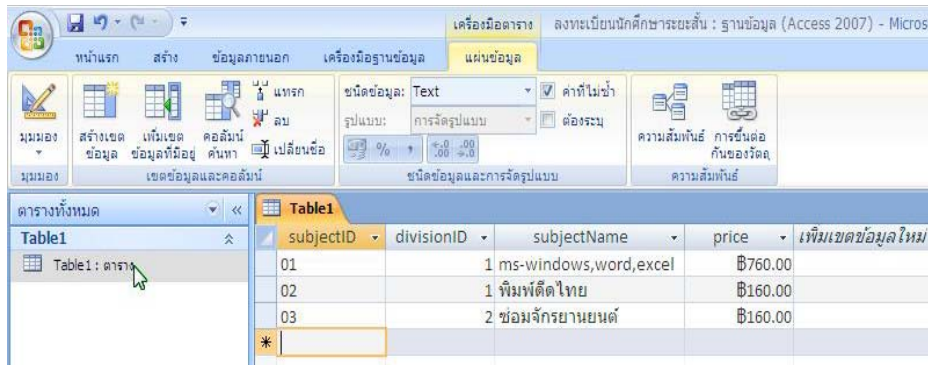 เครื่องมือตาราง ลงทะเบียนนักศึกษาระยะสั้น : ฐานข้อมูล (Access 2007) - Micros
หน้าแรก สร้าง ข้อมูลภายนอก เครื่องมือฐานข้อมูล แผ่นข้อมูล
มุมมอง
สร้างเขต
ข้อมูล
เพิ่มเขต
ข้อมูลที่มีอยู่
คอลัมน์
ค้นหา
แทรก
ลบ
เปลี่ยนชื่อ
ชนิดข้อมูล: Text
รูปแบบ: การจัดรูปแบบ
% , .0 .00 .00 .0
ค่าที่ไม่ซ้ำ
ต้องระบุ
ความสัมพันธ์
การขึ้นต่อ
กันของวัตถุ
มุมมอง เขตข้อมูลและคอลัมน์ ชนิดข้อมูลและการจัดรูปแบบ ความสัมพันธ์
ตารางทั้งหมด «
Table1
Table1 : ตาราง
Table1
subjectID divisionID subjectName price เพิ่มเขตข้อมูลใหม่
01 1 ms-windows,word,excel ฿760.00
02 1 พิมพ์ดีดไทย ฿160.00
03 2 ซ่อมจักรยานยนต์ ฿160.00